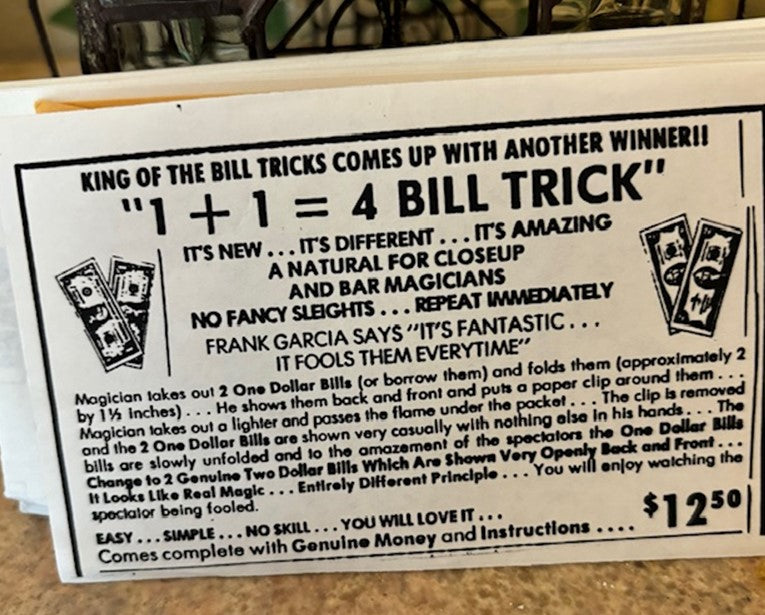 KING OF THE BILL TRICKS COMES UP WITH ANOTHER WINNER!!
"1 + 1 = 4 BILL TRICK"
IT'S NEW . . . IT'S DIFFERENT . . . IT'S AMAZING
A NATURAL FOR CLOSEUP
AND BAR MAGICIANS
NO FANCY SLEIGHTS . . . REPEAT IMMEDIATELY
FRANK GARCIA SAYS "IT'S FANTASTIC . . .
IT FOOLS THEM EVERYTIME"
Magician takes out 2 One Dollar Bills (or borrow them) and folds them (approximately 2
by 1½ inches) . . . He shows them back and front and puts a paper clip around them . . .
Magician takes out a lighter and passes the flame under the packet . . . The clip is removed
and the 2 One Dollar Bills are shown very casually with nothing else in his hands . . . The
bills are slowly unfolded and to the amazement of the spectators the One Dollar Bills
Change to 2 Genuine Two Dollar Bills Which Are Shown Very Openly Back and Front . . .
It Looks Like Real Magic . . . Entirely Different Principle . . . You will enjoy watching the
spectator being fooled.
EASY . . . SIMPLE . . . NO SKILL . . . YOU WILL LOVE IT . . .
Comes complete with Genuine Money and Instructions . . . . $12⁵⁰